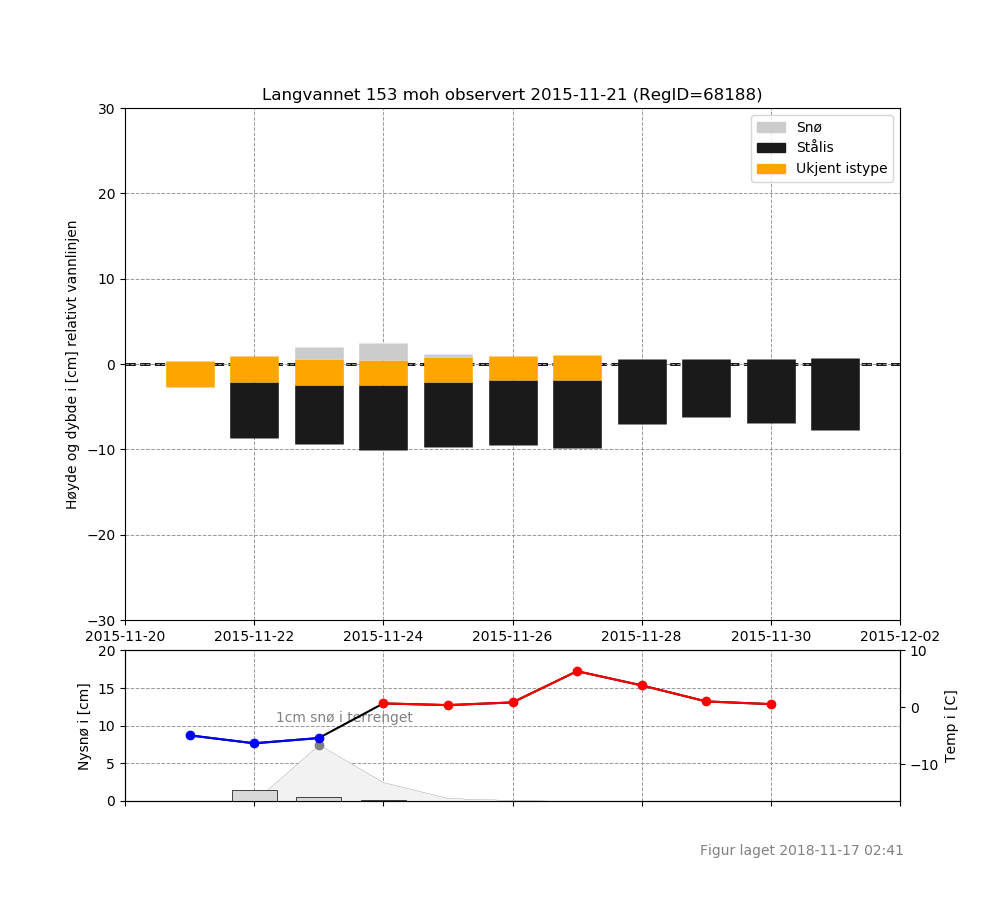 Langvannet 153 moh observert 2015-11-21 (RegID=68188)
Snø
Stålis
Ukjent istype
Høyde og dybde i [cm] relativt vannlinjen
30
20
10
0
−10
−20
−30
2015-11-20 2015-11-22 2015-11-24 2015-11-26 2015-11-28 2015-11-30 2015-12-02
Nysnø i [cm]
20
15
10
5
0
1cm snø i terrenget
10
0
−10
Temp i [C]
Figur laget 2018-11-17 02:41